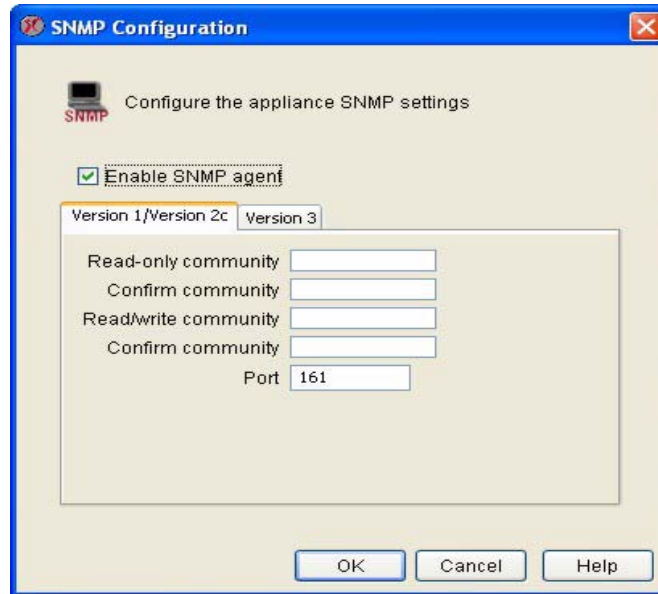 SNMP Configuration
SNMP
Configure the appliance SNMP settings
Enable SNMP agent
Version 1/Version 2c
Version 3
Read-only community
Confirm community
Read/write community
Confirm community
Port 161
OK
Cancel
Help